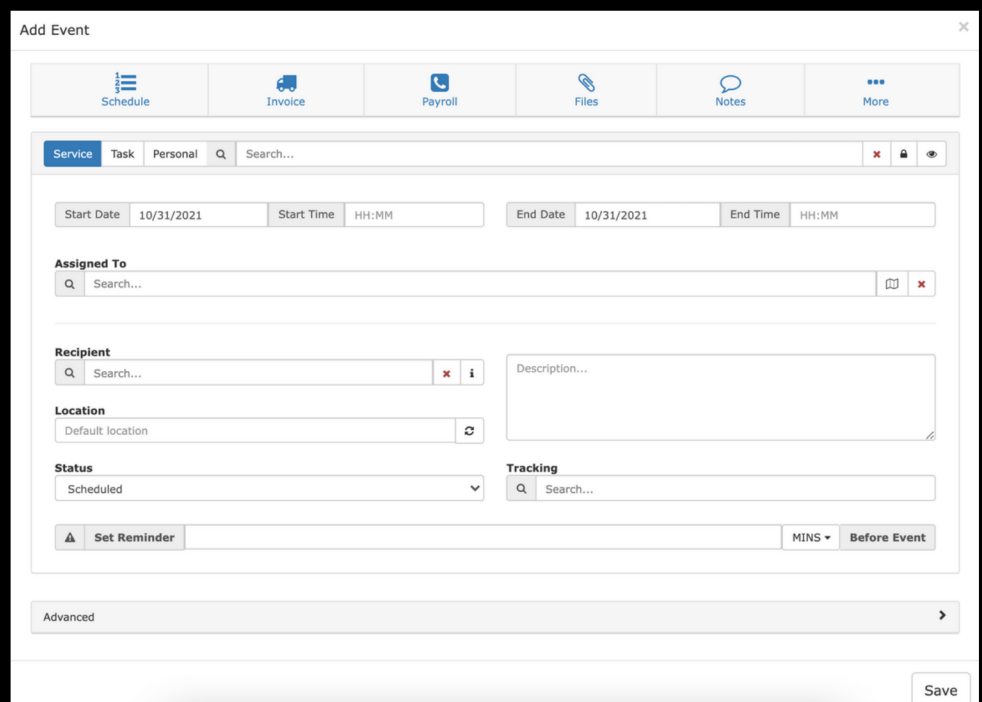 Add Event
×
Schedule Invoice Payroll Files Notes More
Service Task Personal Search...
Start Date 10/31/2021 Start Time HH:MM End Date 10/31/2021 End Time HH:MM
Assigned To
Search...
Recipient
Search... i
Description...
Location
Default location
Status
Scheduled
Tracking
Search...
Set Reminder MINS Before Event
Advanced
Save